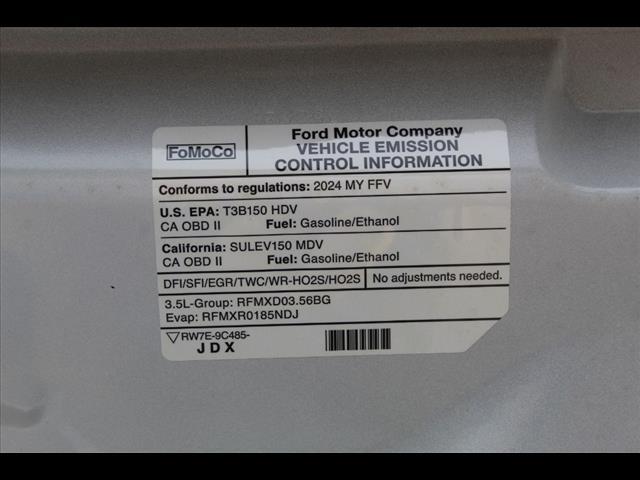 FoMoCo
Ford Motor Company
VEHICLE EMISSION
CONTROL INFORMATION
Conforms to regulations: 2024 MY FFV
U.S. EPA: T3B150 HDV
CA OBD II Fuel: Gasoline/Ethanol
California: SULEV150 MDV
CA OBD II Fuel: Gasoline/Ethanol
DFI/SFI/EGR/TWC/WR-HO2S/HO2S No adjustments needed.
3.5L-Group: RFMXD03.56BG
Evap: RFMXR0185NDJ
RW7E-9C485-
JDX